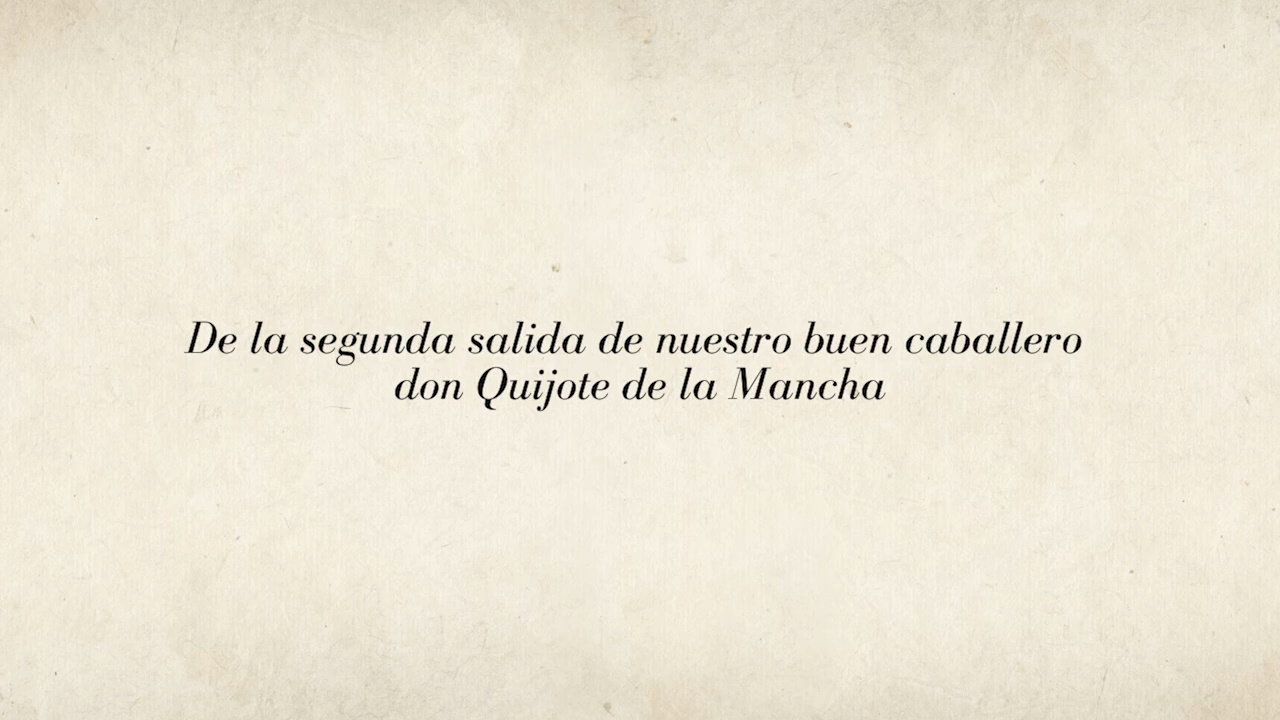 De la segunda salida de nuestro buen caballero
don Quijote de la Mancha